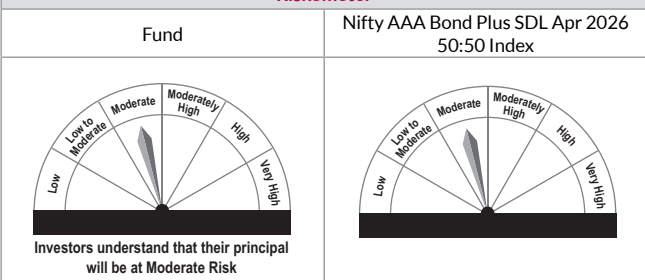 Fund
Nifty AAA Bond Plus SDL Apr 2026
50:50 Index
Low
Low to
Moderate
Moderate
Moderately
High
High
Very High
Low
Low to
Moderate
Moderate
Moderately
High
High
Very High
Investors understand that their principal
will be at Moderate Risk